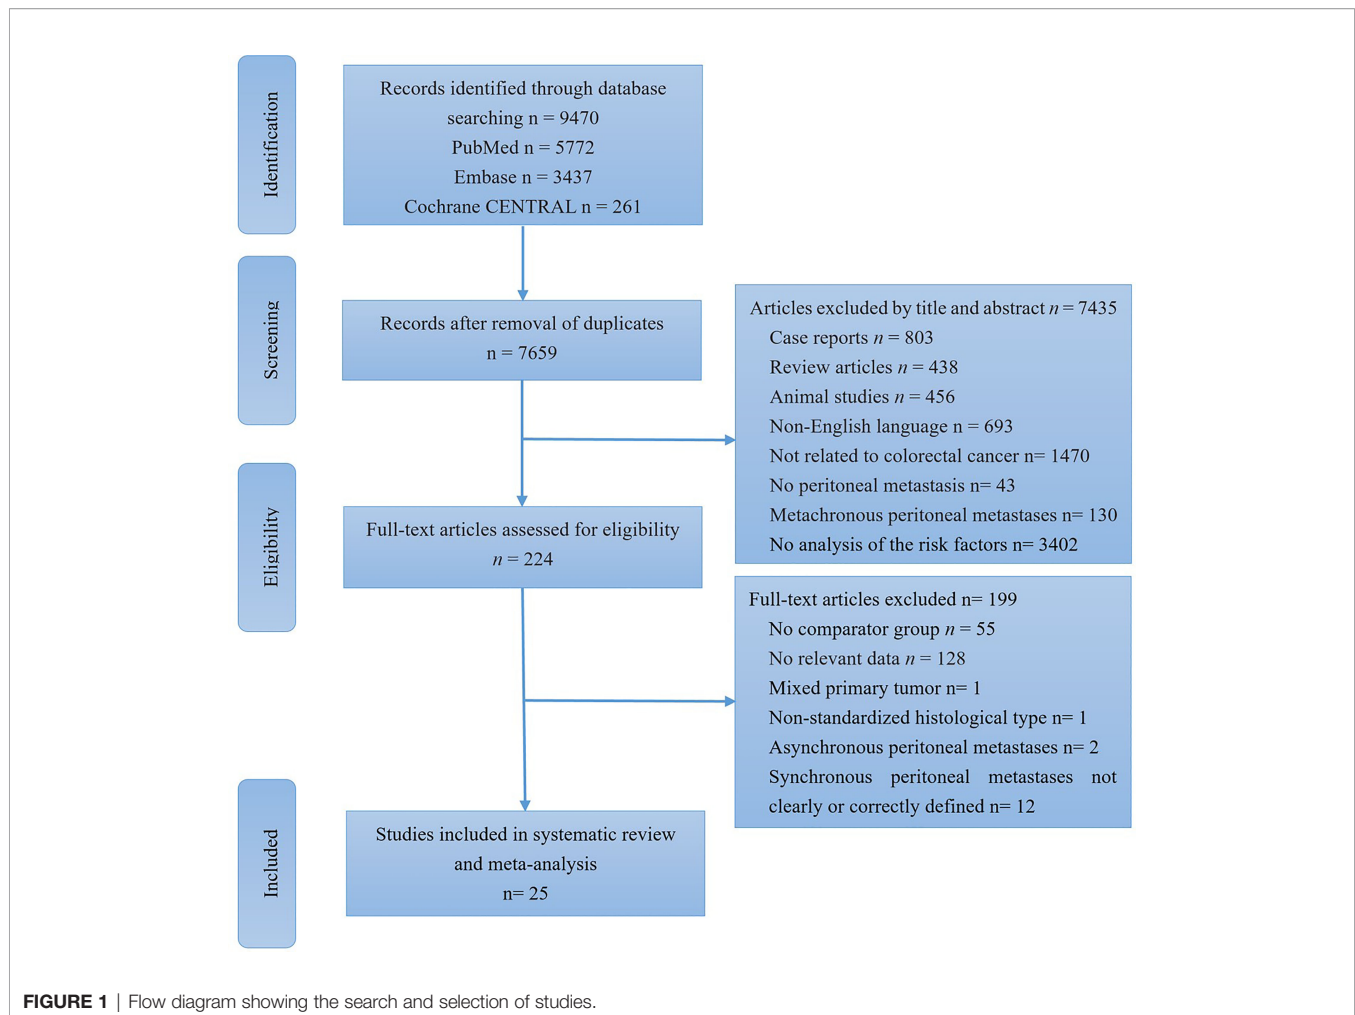 Identification
Records identified through database
searching n = 9470
PubMed n = 5772
Embase n = 3437
Cochrane CENTRAL n = 261
Screening
Records after removal of duplicates
n = 7659
Articles excluded by title and abstract n = 7435
Case reports n = 803
Review articles n = 438
Animal studies n = 456
Non-English language n = 693
Not related to colorectal cancer n= 1470
No peritoneal metastasis n= 43
Metachronous peritoneal metastases n= 130
No analysis of the risk factors n= 3402
Eligibility
Full-text articles assessed for eligibility
n = 224
Full-text articles excluded n= 199
No comparator group n = 55
No relevant data n = 128
Mixed primary tumor n= 1
Non-standardized histological type n= 1
Asynchronous peritoneal metastases n= 2
Synchronous peritoneal metastases not
clearly or correctly defined n= 12
Included
Studies included in systematic review
and meta-analysis
n= 25
FIGURE 1 | Flow diagram showing the search and selection of studies.